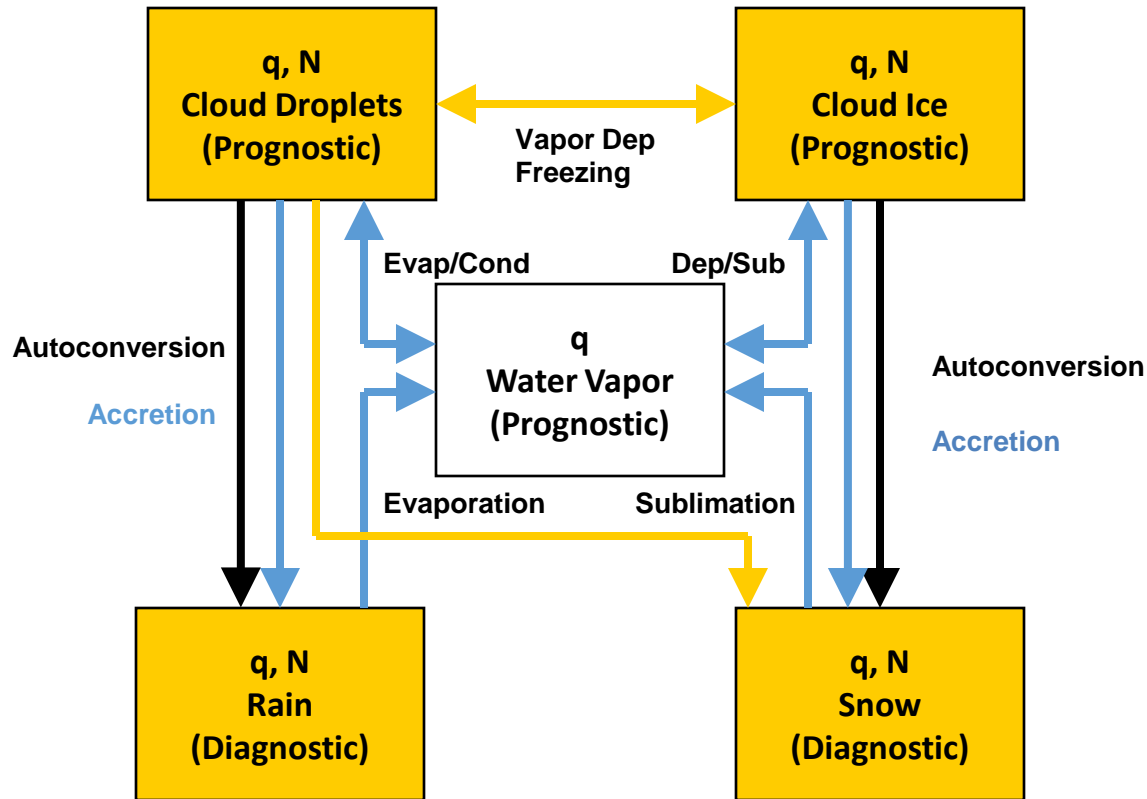 q, N
Cloud Droplets
(Prognostic)
q, N
Cloud Ice
(Prognostic)
Vapor Dep
Freezing
Evap/Cond
Dep/Sub
q
Water Vapor
(Prognostic)
Autoconversion
Accretion
Autoconversion
Accretion
Evaporation
Sublimation
q, N
Rain
(Diagnostic)
q, N
Snow
(Diagnostic)